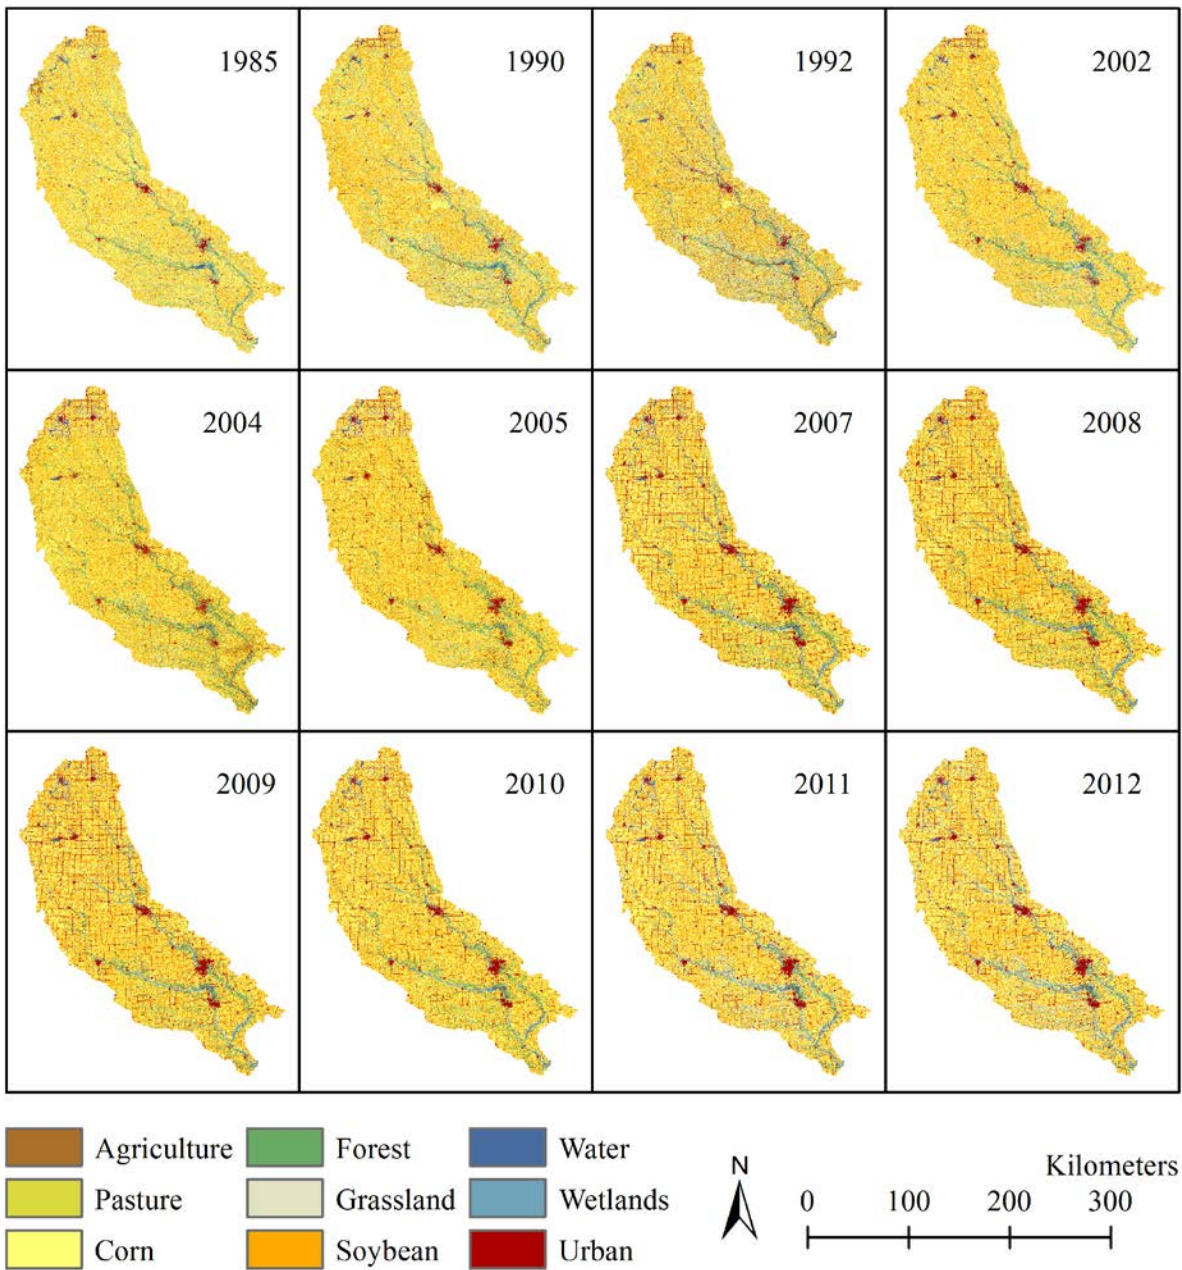 1985
1990
1992
2002
2004
2005
2007
2008
2009
2010
2011
2012
Agriculture
Forest
Water
Pasture
Grassland
Wetlands
Corn
Soybean
Urban
N
Kilometers
0 100 200 300